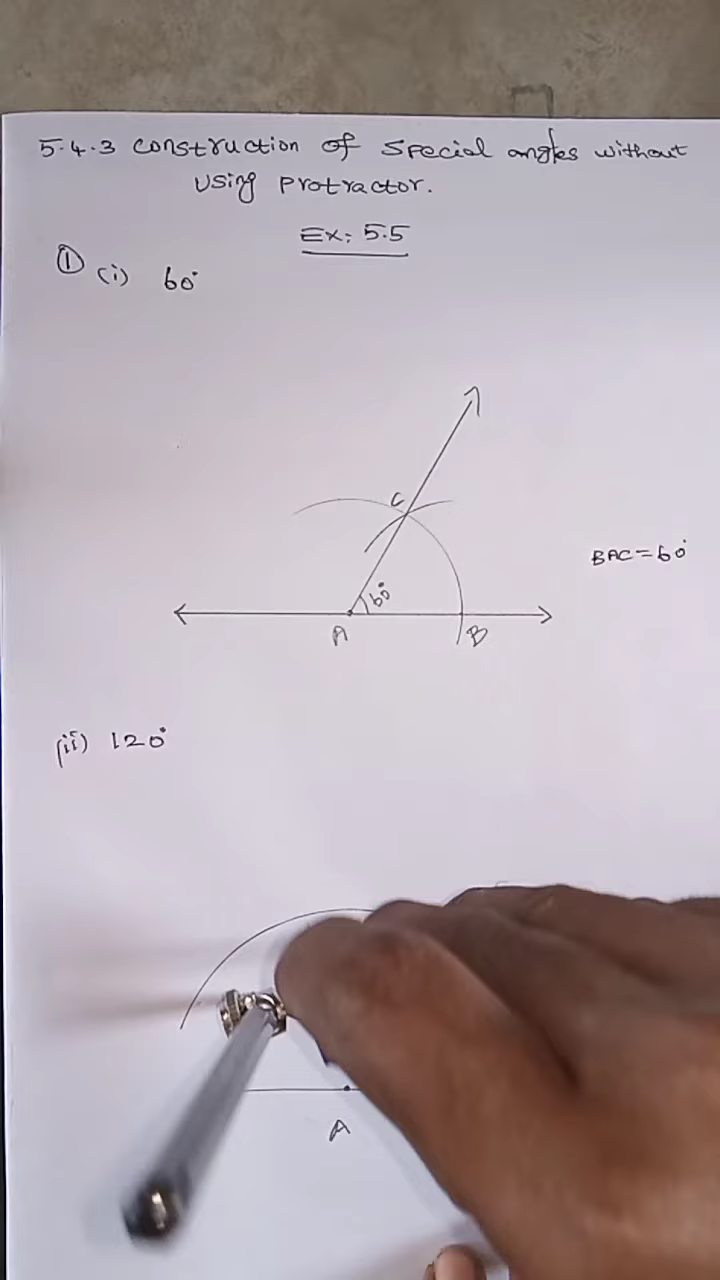 5.4.3 Construction of special angles without
using Protractor.
Ex: 5.5
① (i) 60°
C
60°
BAC = 60°
A B
(ii) 120°
A